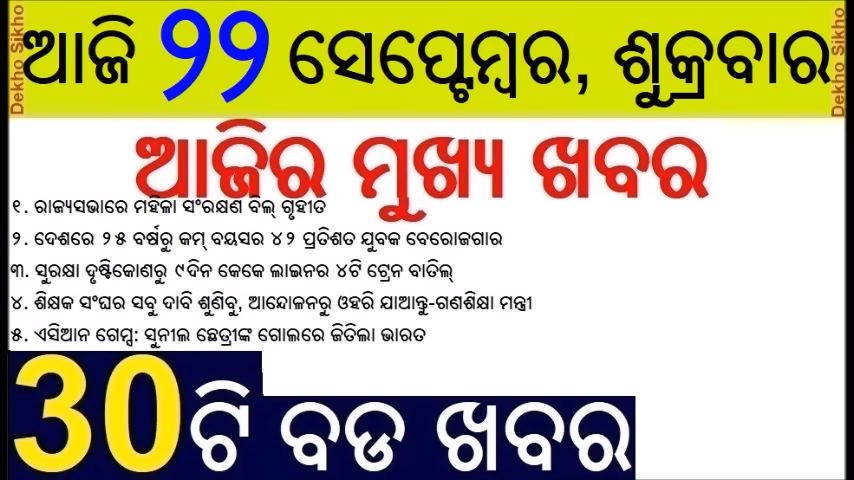 ଆଜି ୨୨ ସେପ୍ଟେମ୍ବର, ଶୁକ୍ରବାର
Dekho Sikho
Dekho Sikho
ଆଜିର ମୁଖ୍ୟ ଖବର
୧. ରାଜ୍ୟସଭାରେ ମହିଳା ସଂରକ୍ଷଣ ବିଲ୍ ଗୃହୀତ
୨. ଦେଶରେ ୨୫ ବର୍ଷରୁ କମ୍ ବୟସର ୪୨ ପ୍ରତିଶତ ଯୁବକ ବେରୋଜଗାର
୩. ସୁରକ୍ଷା ଦୃଷ୍ଟିକୋଣରୁ ୯ଦିନ କେକେ ଲାଇନର ୪ଟି ଟ୍ରେନ ବାତିଲ୍
୪. ଶିକ୍ଷକ ସଂଘର ସବୁ ଦାବି ଶୁଣିବୁ, ଆନ୍ଦୋଳନରୁ ଓହରି ଯାଆନ୍ତୁ-ଗଣଶିକ୍ଷା ମନ୍ତ୍ରୀ
୫. ଏସିଆନ ଗେମ୍ସ: ସୁନୀଲ ଛେତ୍ରୀଙ୍କ ଗୋଲରେ ଜିତିଲା ଭାରତ
30ଟି ବଡ ଖବର